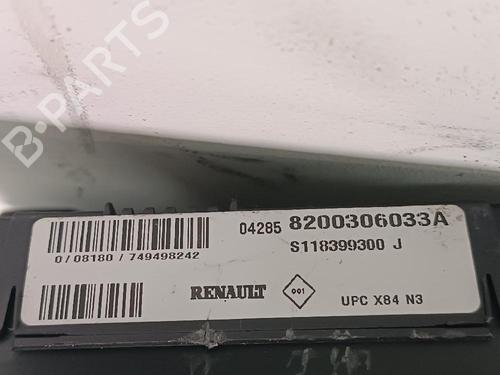 B-PARTS
04285 8200306033A
S118399300 J
0/08180/749498242
RENAULT
001
UPC X84 N3